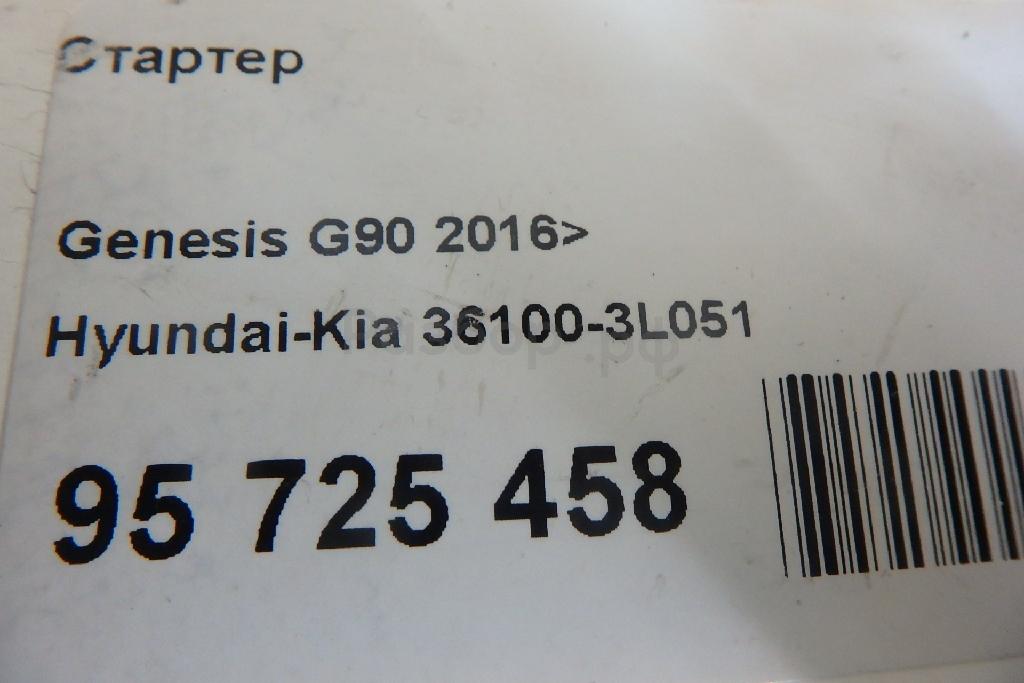 Стартер
Genesis G90 2016>
Hyundai-Kia 36100-3L051
95 725 458